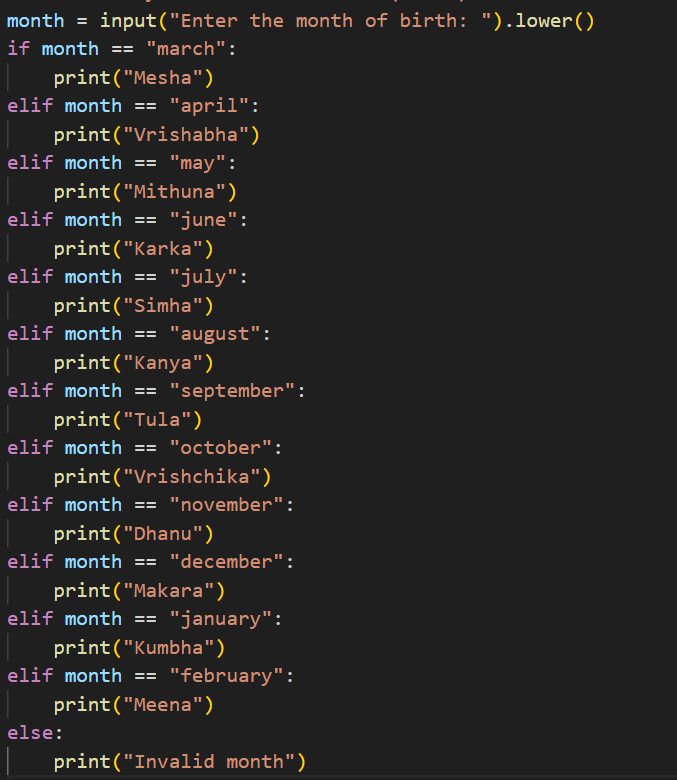 month = input("Enter the month of birth: ").lower()
if month == "march":
    print("Mesha")
elif month == "april":
    print("Vrishabha")
elif month == "may":
    print("Mithuna")
elif month == "june":
    print("Karka")
elif month == "july":
    print("Simha")
elif month == "august":
    print("Kanya")
elif month == "september":
    print("Tula")
elif month == "october":
    print("Vrishchika")
elif month == "november":
    print("Dhanu")
elif month == "december":
    print("Makara")
elif month == "january":
    print("Kumbha")
elif month == "february":
    print("Meena")
else:
    print("Invalid month")